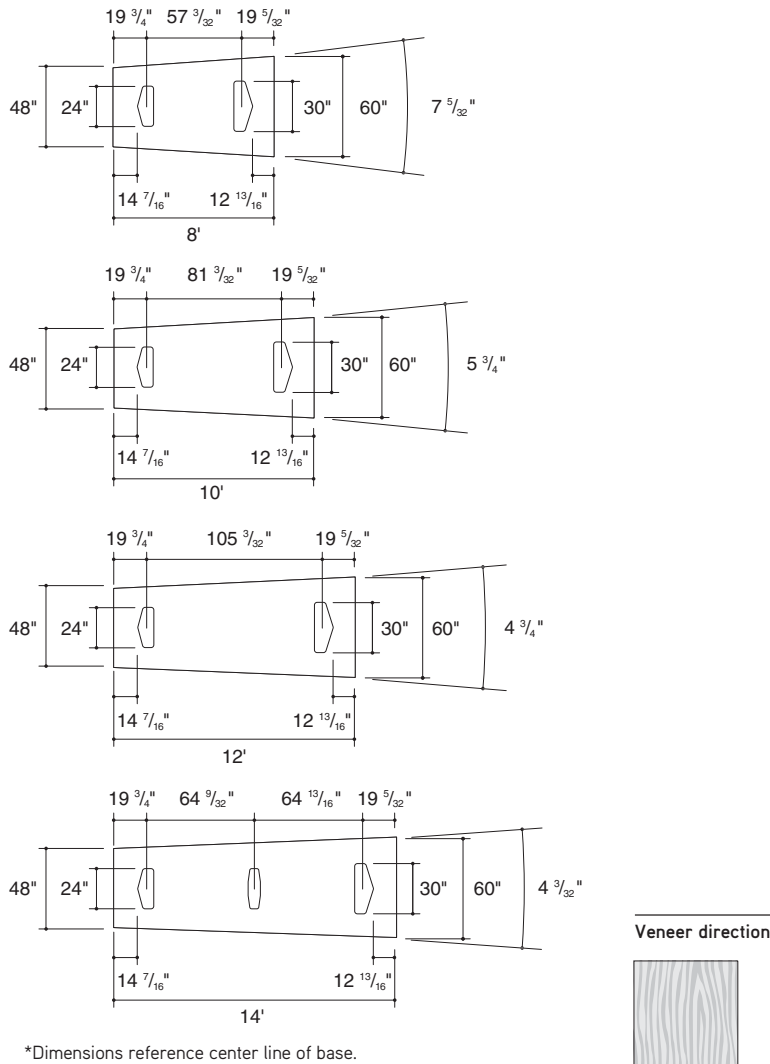 19 3/4" 57 3/32" 19 5/32"
48" 24" 30" 60" 7 5/32"
14 7/16" 12 13/16"
8'
19 3/4" 81 3/32" 19 5/32"
48" 24" 30" 60" 5 3/4"
14 7/16" 12 13/16"
10'
19 3/4" 105 3/32" 19 5/32"
48" 24" 30" 60" 4 3/4"
14 7/16" 12 13/16"
12'
19 3/4" 64 9/32" 64 13/16" 19 5/32"
48" 24" 30" 60" 4 3/32"
14 7/16" 12 13/16"
14'
Veneer direction
*Dimensions reference center line of base.